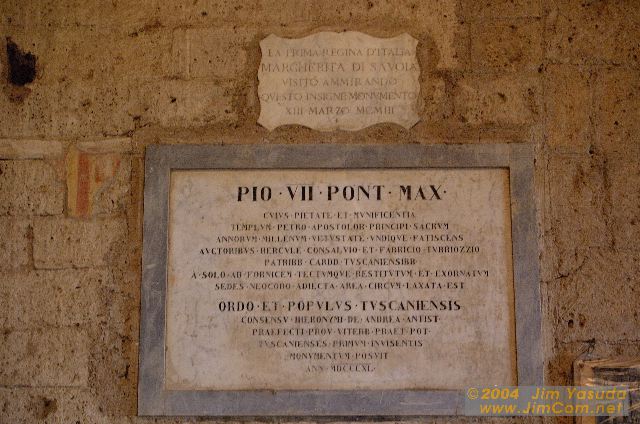 LA PRIMA REGINA D'ITALIA
MARGHERITA DI SAVOIA
VISITÒ AMMIRANDO
QUESTO INSIGNE MONUMENTO
XIII MARZO MCMIII
PIO · VII · PONT · MAX ·
CVIVS · PIETATE · ET · MVNIFICENTIA
TEMPLVM · PETRO · APOSTOLOR · PRINCIPI · SACRVM
ANNORVM · MILLENVM · VETVSTATE · VNDIQVE · FATISCENS
AVCTORIBVS · HERCVLE · CONSALVIO · ET · FABRICIO · TVRRIOZZIO
PATRIBB · CARDD · TVSCANIENSIBB
A · SOLO · AD · FORNICEM · TECTVMQVE · RESTITVTVM · ET · EXORNATVM
SEDES · NEOCORO · ADIECTA · AREA · CIRCVM · LAXATA · EST
ORDO · ET · POPVLVS · TVSCANIENSIS
CONSENSV · HIERONYMI · DE · ANDREA · ANTIST
PRAEFECTI · PROV · VITERB · PRAET · POT
TVSCANIENSES · PRIMVM · INVISENTIS
MONVMENTVM · POSVIT
ANN · MDCCCXL ·
©2004 Jim Yasuda
www.JimCom.net